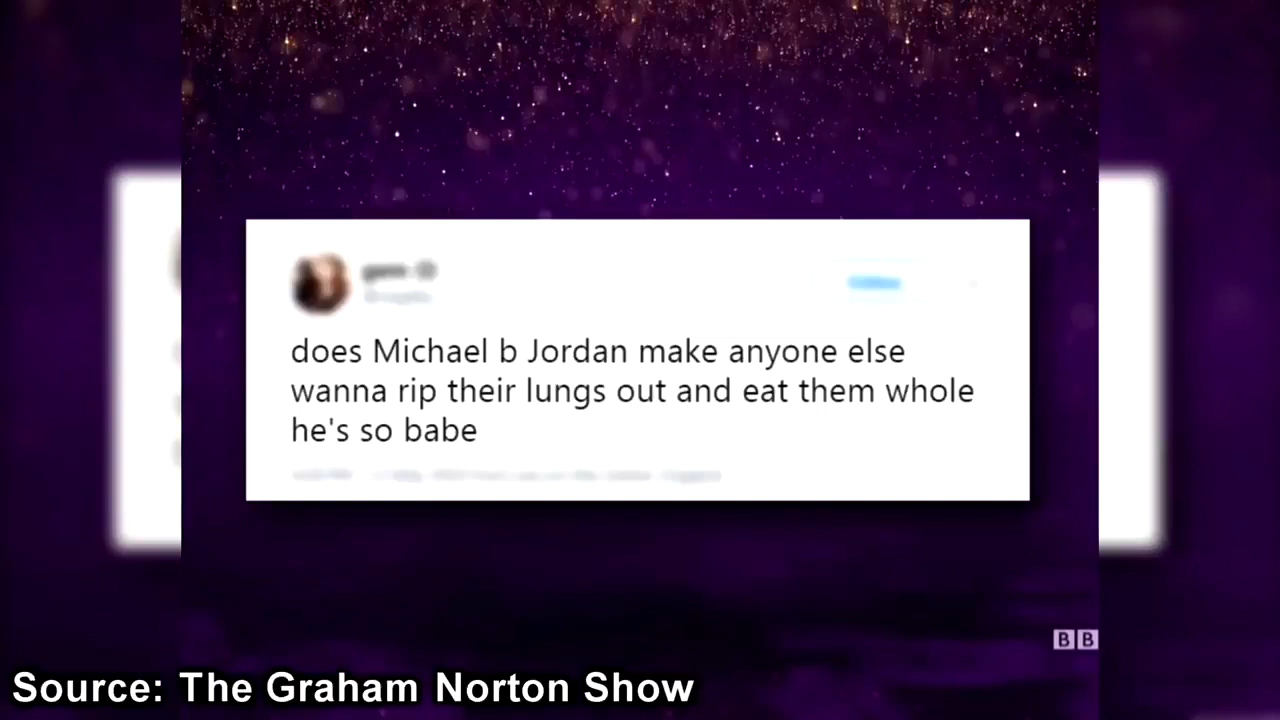 does Michael b Jordan make anyone else
wanna rip their lungs out and eat them whole
he's so babe
BB
Source: The Graham Norton Show